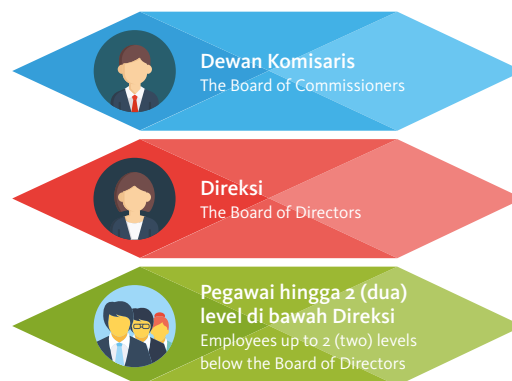 Dewan Komisaris
The Board of Commissioners
Direksi
The Board of Directors
Pegawai hingga 2 (dua)
level di bawah Direksi
Employees up to 2 (two) levels
below the Board of Directors